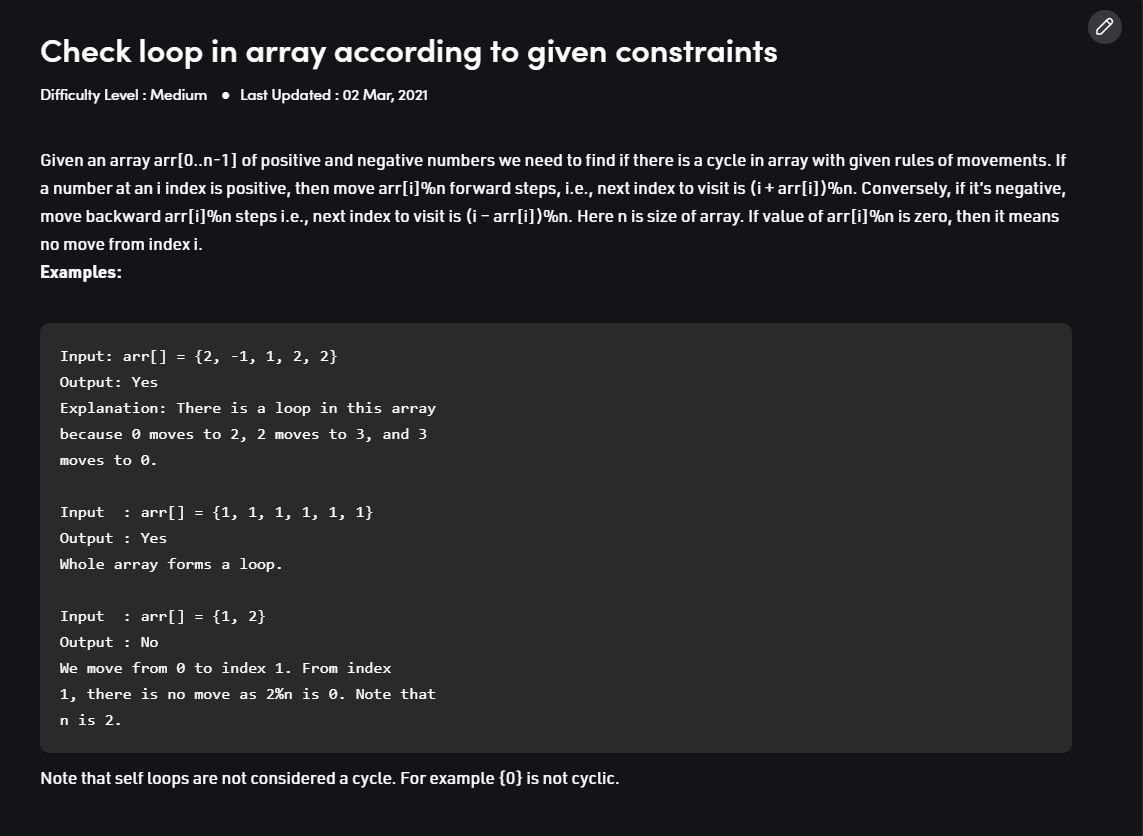 Check loop in array according to given constraints
Difficulty Level : Medium ● Last Updated : 02 Mar, 2021
Given an array arr[0..n-1] of positive and negative numbers we need to find if there is a cycle in array with given rules of movements. If
a number at an i index is positive, then move arr[i]%n forward steps, i.e., next index to visit is (i + arr[i])%n. Conversely, if it’s negative,
move backward arr[i]%n steps i.e., next index to visit is (i – arr[i])%n. Here n is size of array. If value of arr[i]%n is zero, then it means
no move from index i.
Examples:
Input: arr[] = {2, -1, 1, 2, 2}
Output: Yes
Explanation: There is a loop in this array
because 0 moves to 2, 2 moves to 3, and 3
moves to 0.
Input  : arr[] = {1, 1, 1, 1, 1, 1}
Output : Yes
Whole array forms a loop.
Input  : arr[] = {1, 2}
Output : No
We move from 0 to index 1. From index
1, there is no move as 2%n is 0. Note that
n is 2.
Note that self loops are not considered a cycle. For example {0} is not cyclic.